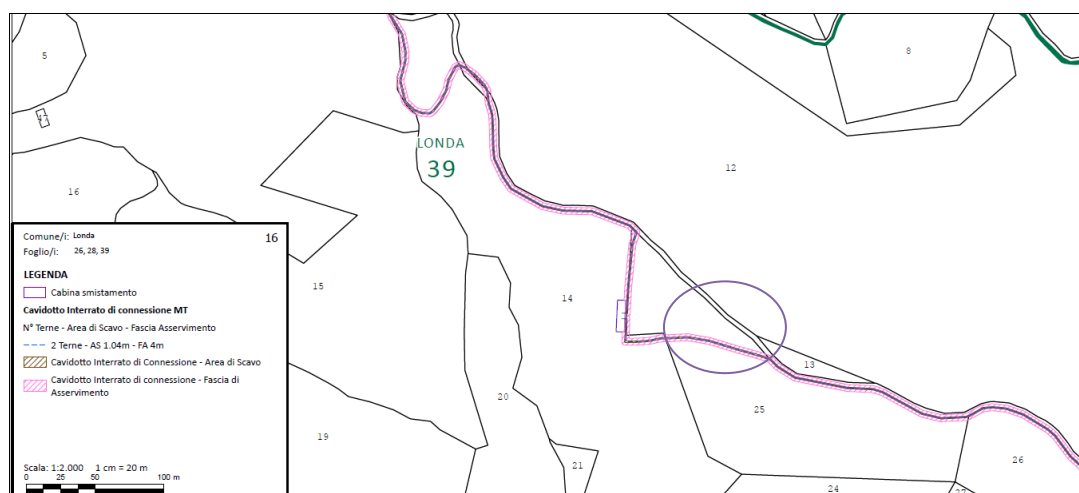 5
8
47
LONDA
39
12
16
15
14
13
25
20
19
21
24
26
27
Comune/i: Londa 16
Foglio/i: 26, 28, 39
LEGENDA
Cabina smistamento
Cavidotto Interrato di connessione MT
N° Terne - Area di Scavo - Fascia Asservimento
2 Terne - AS 1.04m - FA 4m
Cavidotto Interrato di Connessione - Area di Scavo
Cavidotto Interrato di connessione - Fascia di
Asservimento
Scala: 1:2.000 1 cm = 20 m
0 25 50 100 m